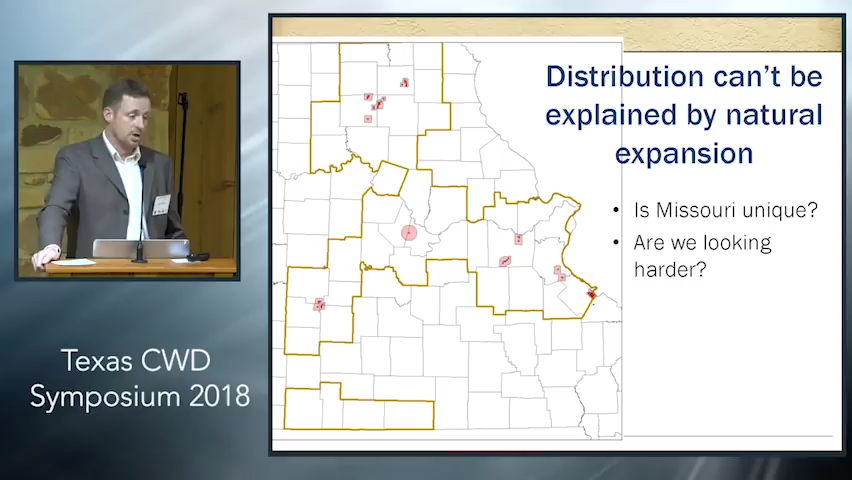 Distribution can't be
explained by natural
expansion
• Is Missouri unique?
• Are we looking
harder?
Texas CWD
Symposium 2018